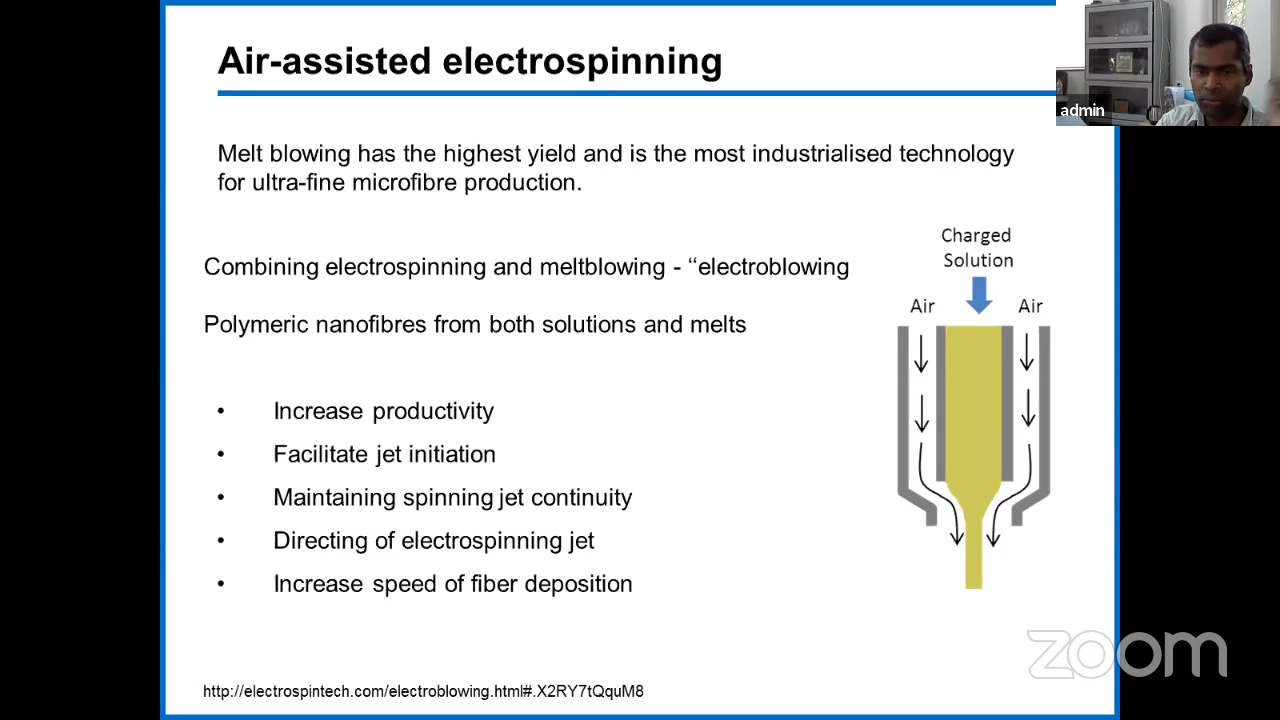 Air-assisted electrospinning
admin
Melt blowing has the highest yield and is the most industrialised technology
for ultra-fine microfibre production.
Combining electrospinning and meltblowing - “electroblowing
Polymeric nanofibres from both solutions and melts
• Increase productivity
• Facilitate jet initiation
• Maintaining spinning jet continuity
• Directing of electrospinning jet
• Increase speed of fiber deposition
Charged
Solution
Air Air
zoom
http://electrospintech.com/electroblowing.html#.X2RY7tQquM8